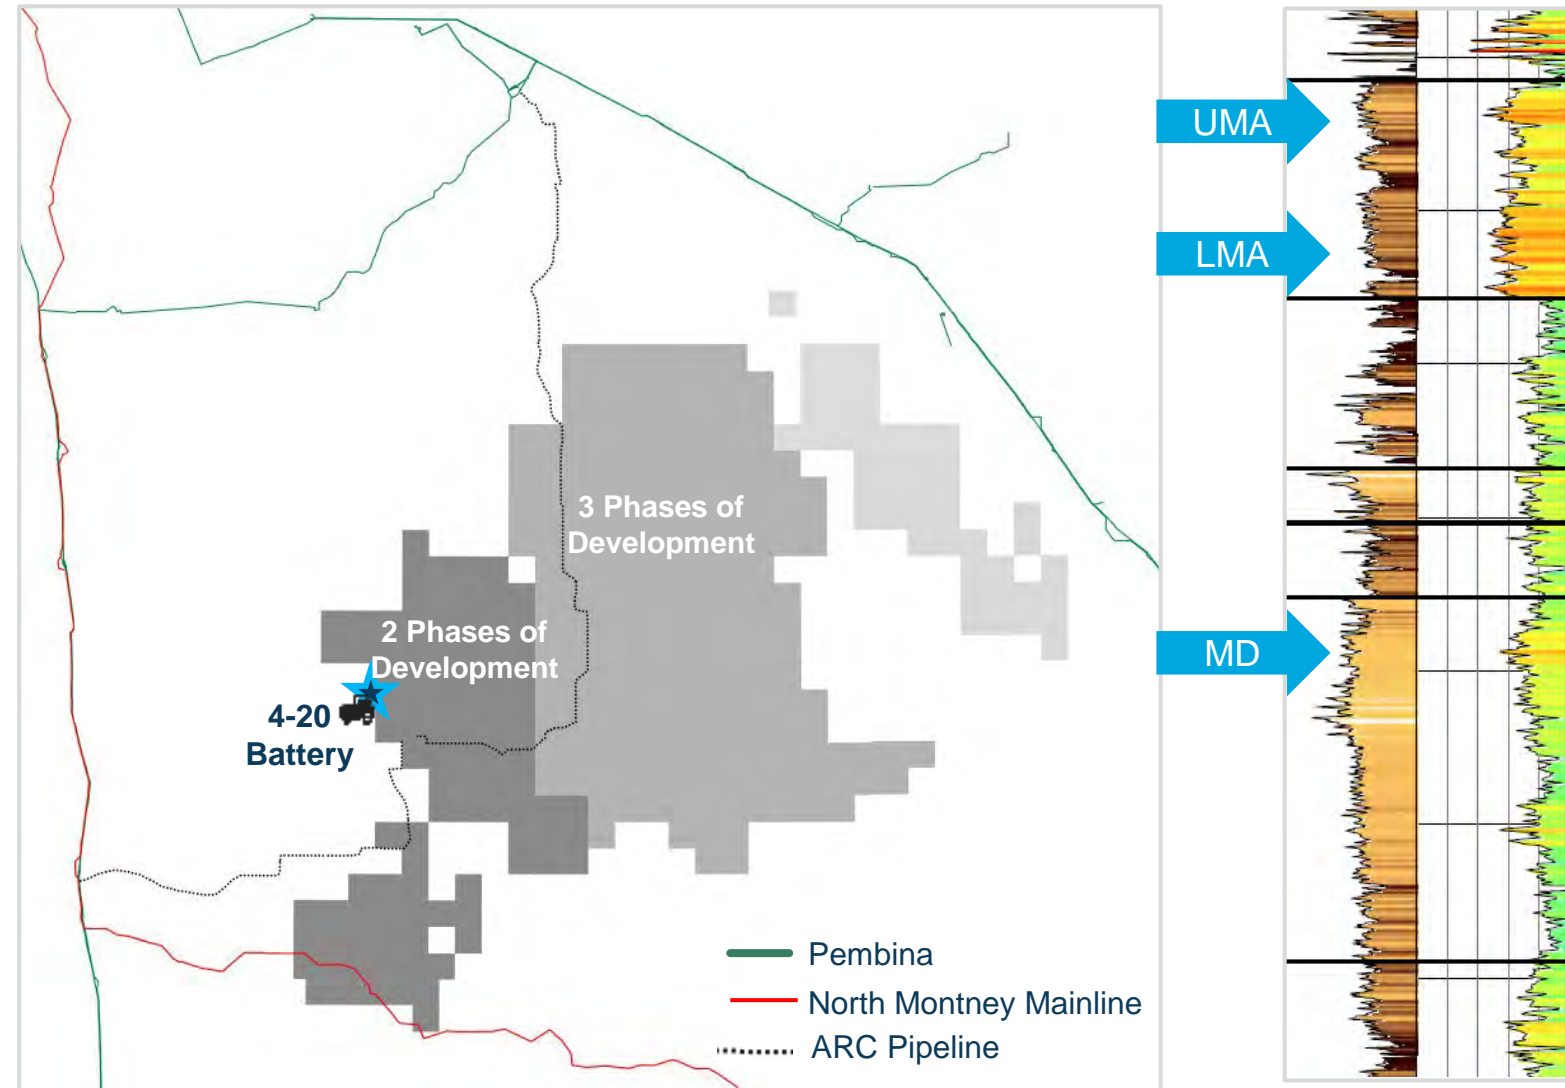 UMA
LMA
3 Phases of
Development
2 Phases of
Development
MD
4-20
Battery
Pembina
North Montney Mainline
ARC Pipeline